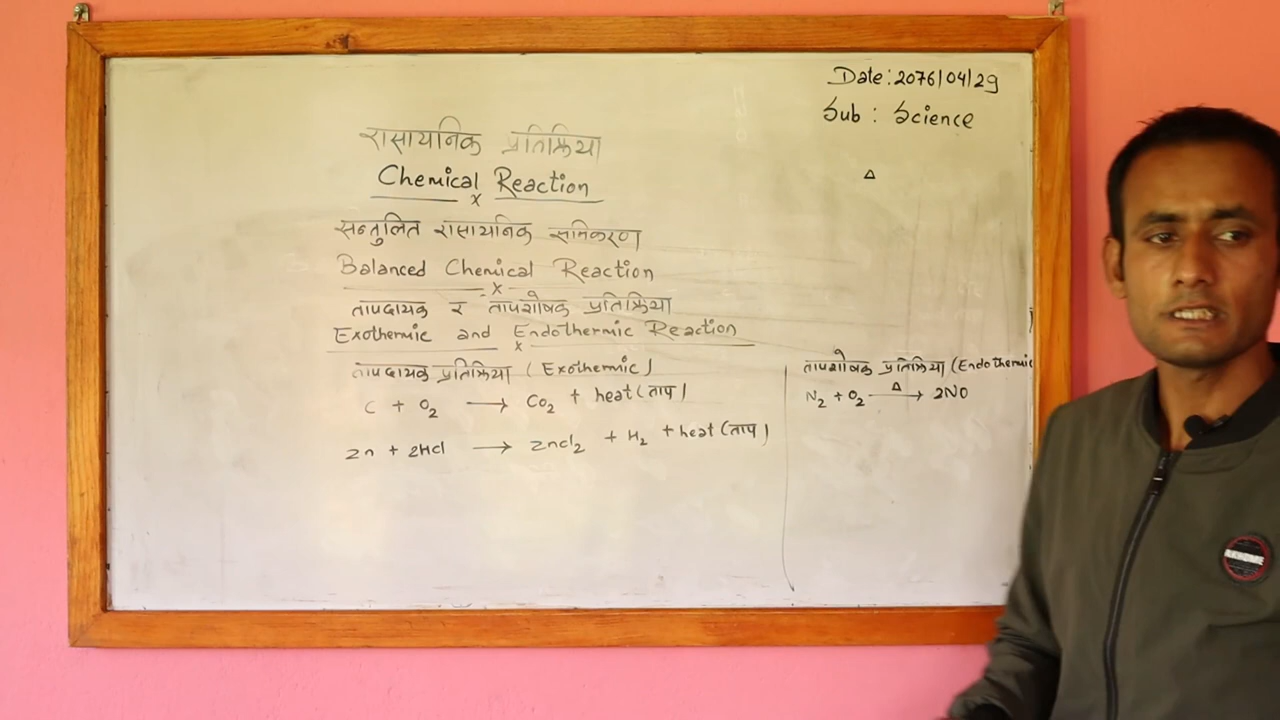 Date: 2076/04/29
Sub : Science
रासायनिक प्रतिक्रिया
Chemical Reaction
x
Δ
सन्तुलित रासायनिक समिकरण
Balanced Chemical Reaction
x
तापदायक र तापशोषक प्रतिक्रिया
Exothermic and Endothermic Reaction
x
तापदायक प्रतिक्रिया (Exothermic)
C + O₂ ⟶ CO₂ + heat (ताप)
Zn + 2HCl ⟶ ZnCl₂ + H₂ + heat (ताप)
तापशोषक प्रतिक्रिया (Endothermic
N₂ + O₂ Δ⟶ 2NO